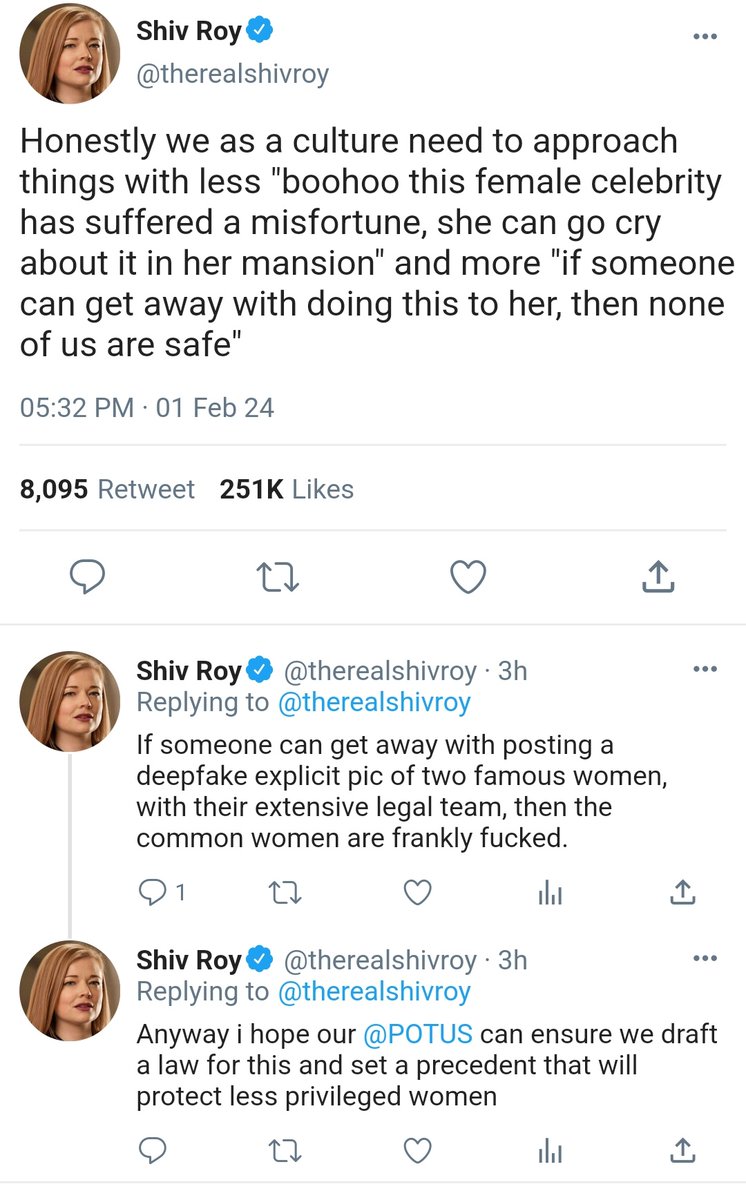 Shiv Roy
@therealshivroy
Honestly we as a culture need to approach
things with less "boohoo this female celebrity
has suffered a misfortune, she can go cry
about it in her mansion" and more "if someone
can get away with doing this to her, then none
of us are safe"
05:32 PM · 01 Feb 24
8,095 Retweet 251K Likes
Shiv Roy @therealshivroy · 3h
Replying to @therealshivroy
If someone can get away with posting a
deepfake explicit pic of two famous women,
with their extensive legal team, then the
common women are frankly fucked.
1
Shiv Roy @therealshivroy · 3h
Replying to @therealshivroy
Anyway i hope our @POTUS can ensure we draft
a law for this and set a precedent that will
protect less privileged women